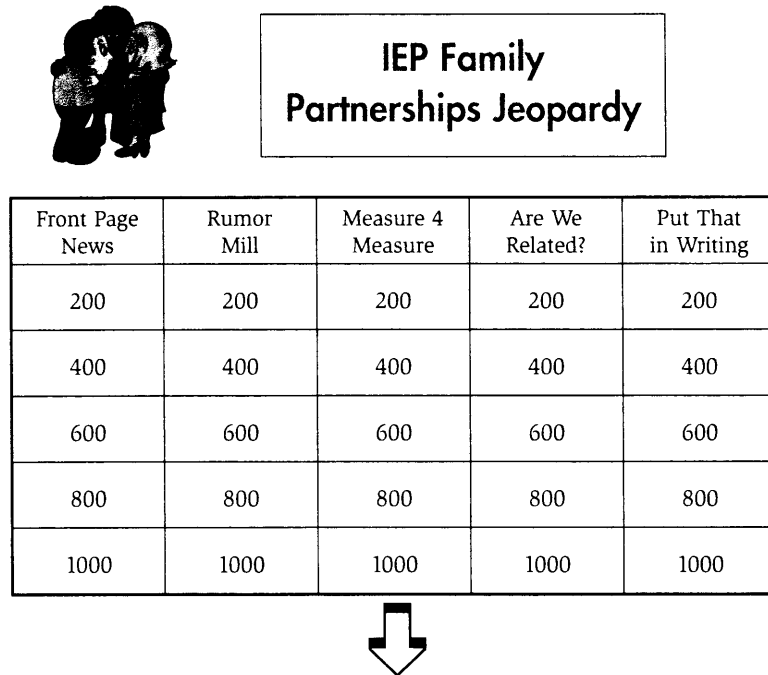 IEP Family
Partnerships Jeopardy
Front Page News Rumor Mill Measure 4 Measure Are We Related? Put That in Writing
200 200 200 200 200
400 400 400 400 400
600 600 600 600 600
800 800 800 800 800
1000 1000 1000 1000 1000